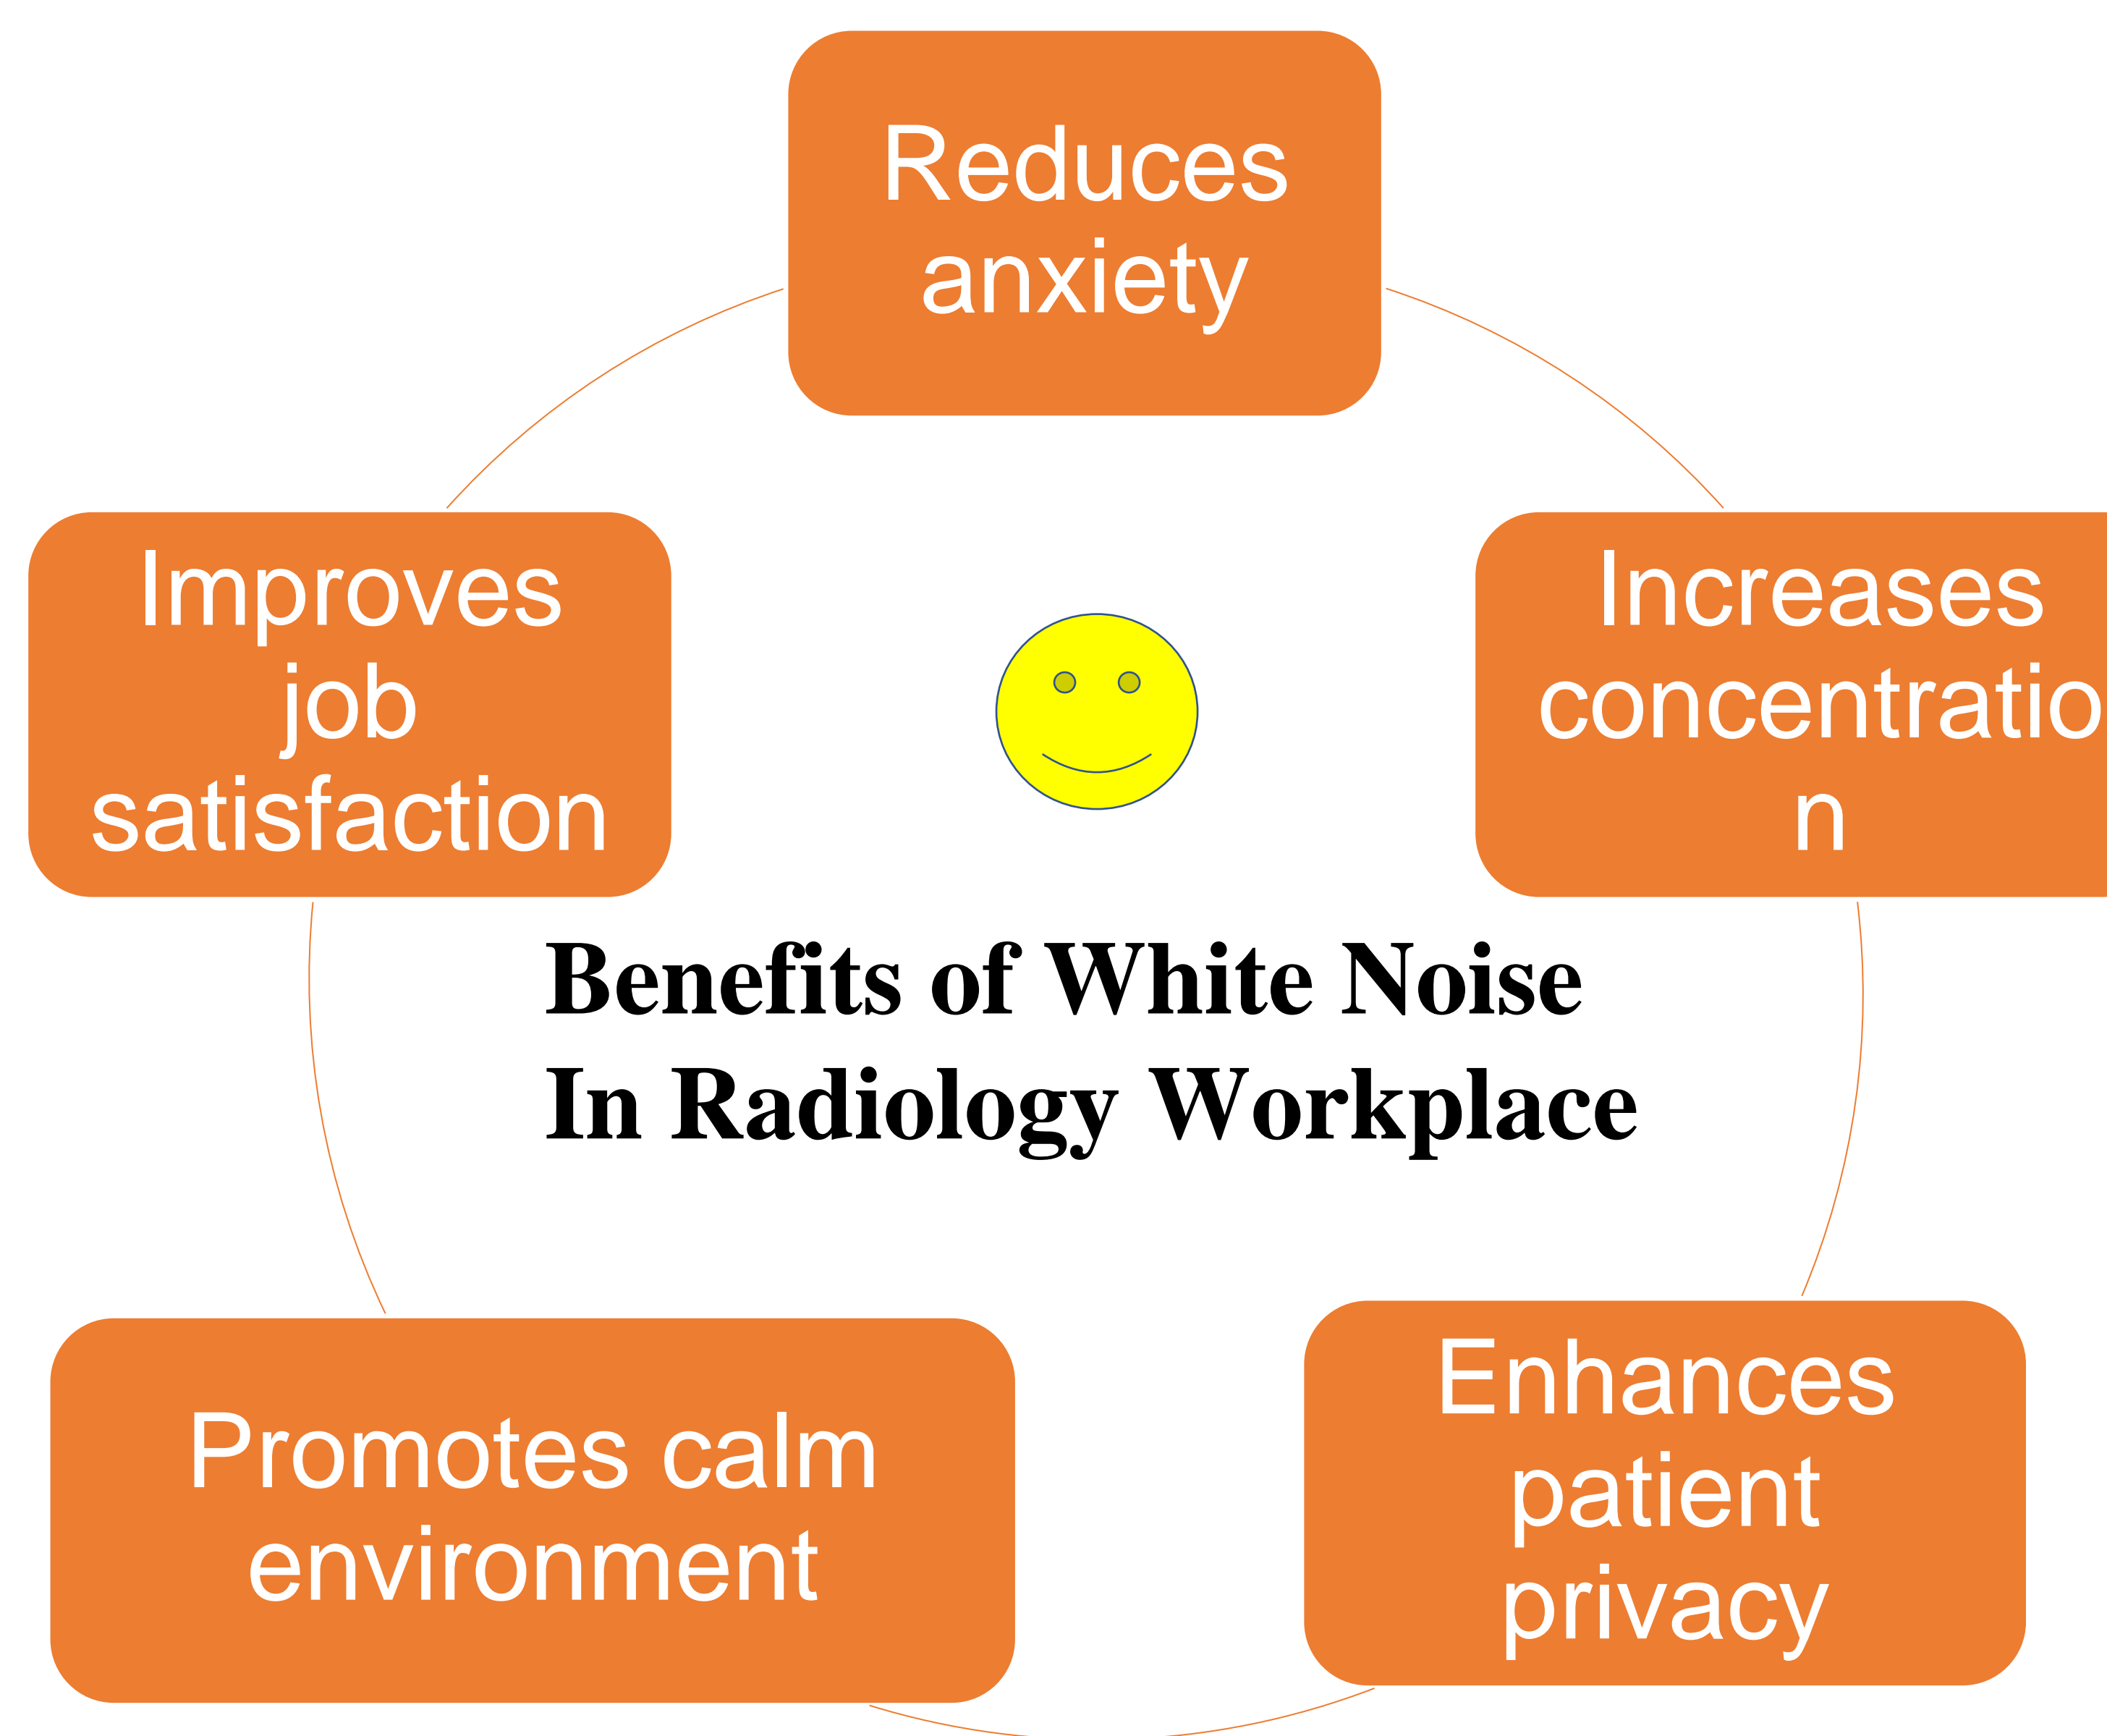 Reduces
anxiety
Increases
concentratio
n
Enhances
patient
privacy
Promotes calm
environment
Improves
job
satisfaction
Benefits of White Noise
In Radiology Workplace